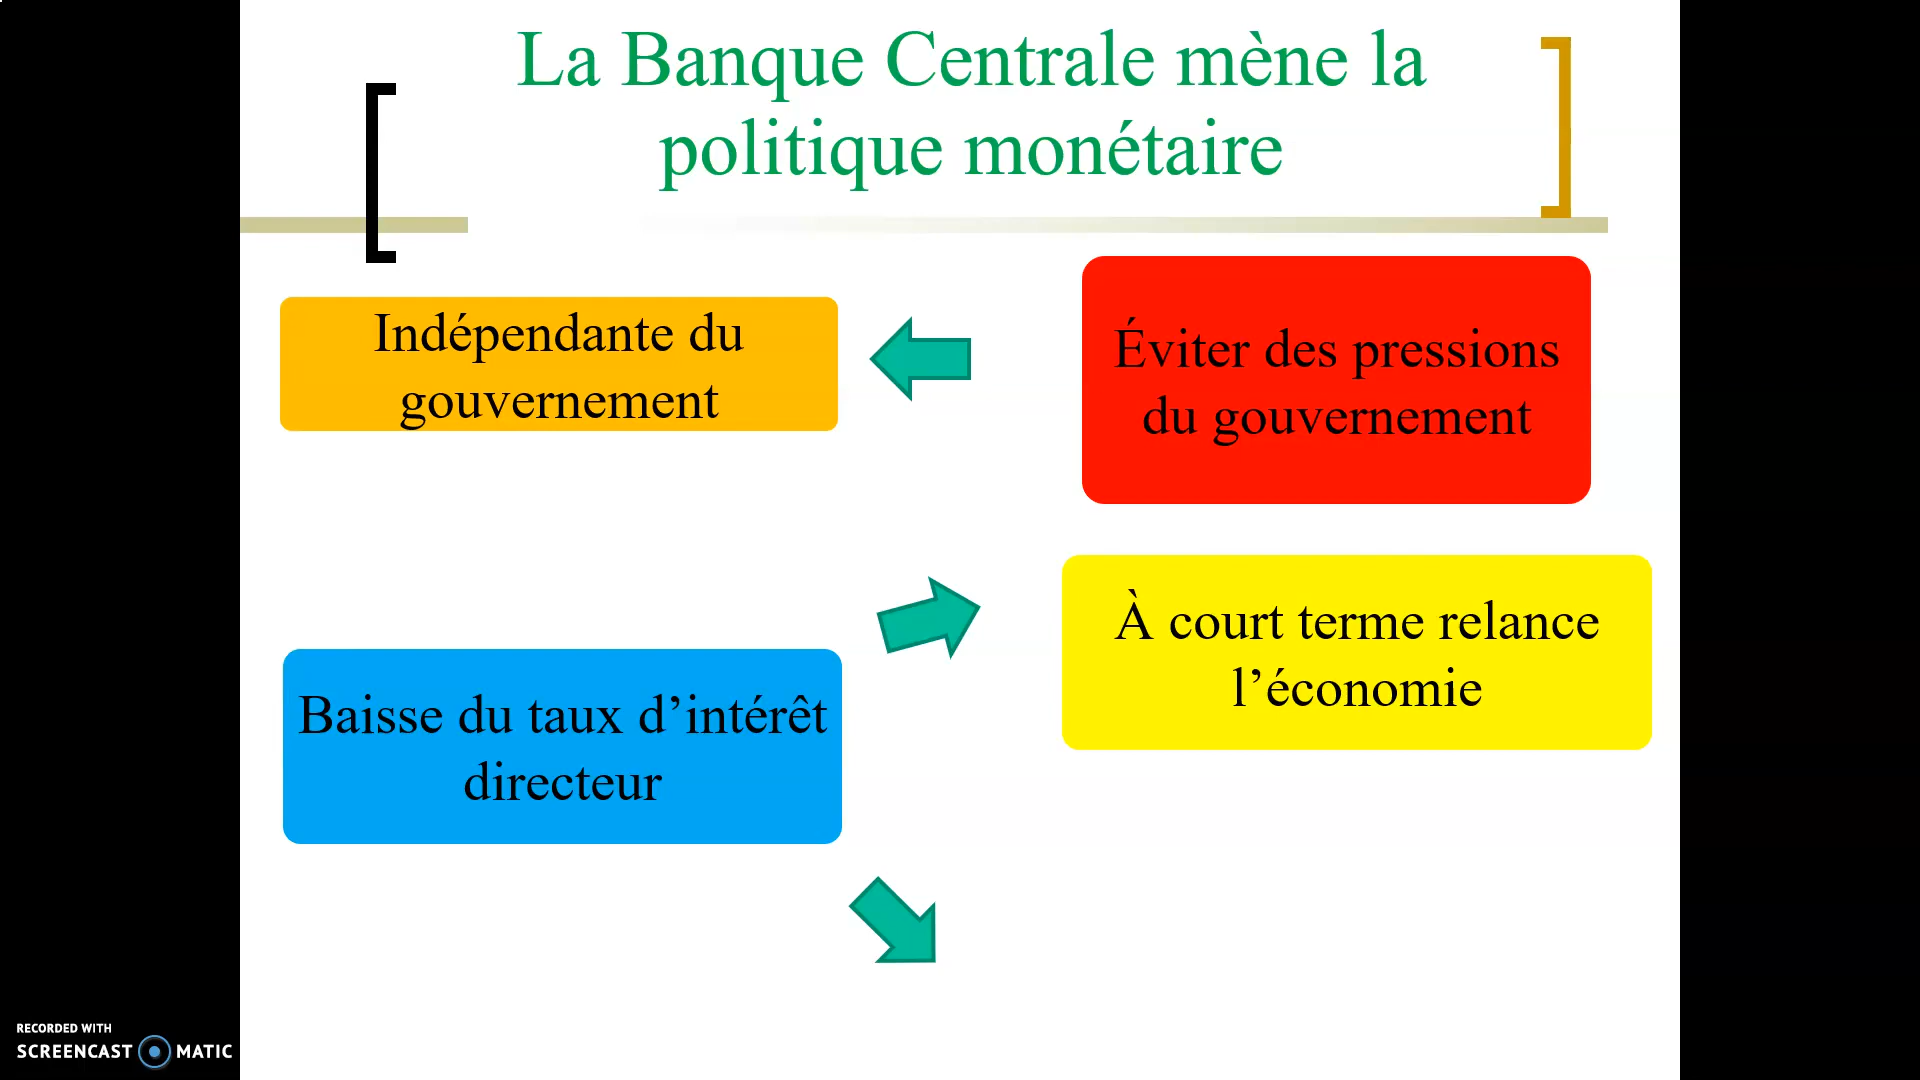 La Banque Centrale mène la
politique monétaire
Indépendante du
gouvernement
Éviter des pressions
du gouvernement
À court terme relance
l’économie
Baisse du taux d’intérêt
directeur
RECORDED WITH
SCREENCAST MATIC